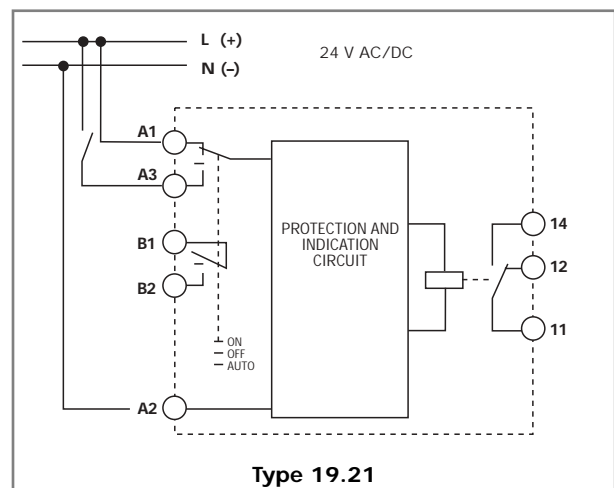 L (+)
24 V AC/DC
N (–)
A1
A3
B1
B2
PROTECTION AND
INDICATION
CIRCUIT
14
12
11
ON
OFF
AUTO
A2
Type 19.21